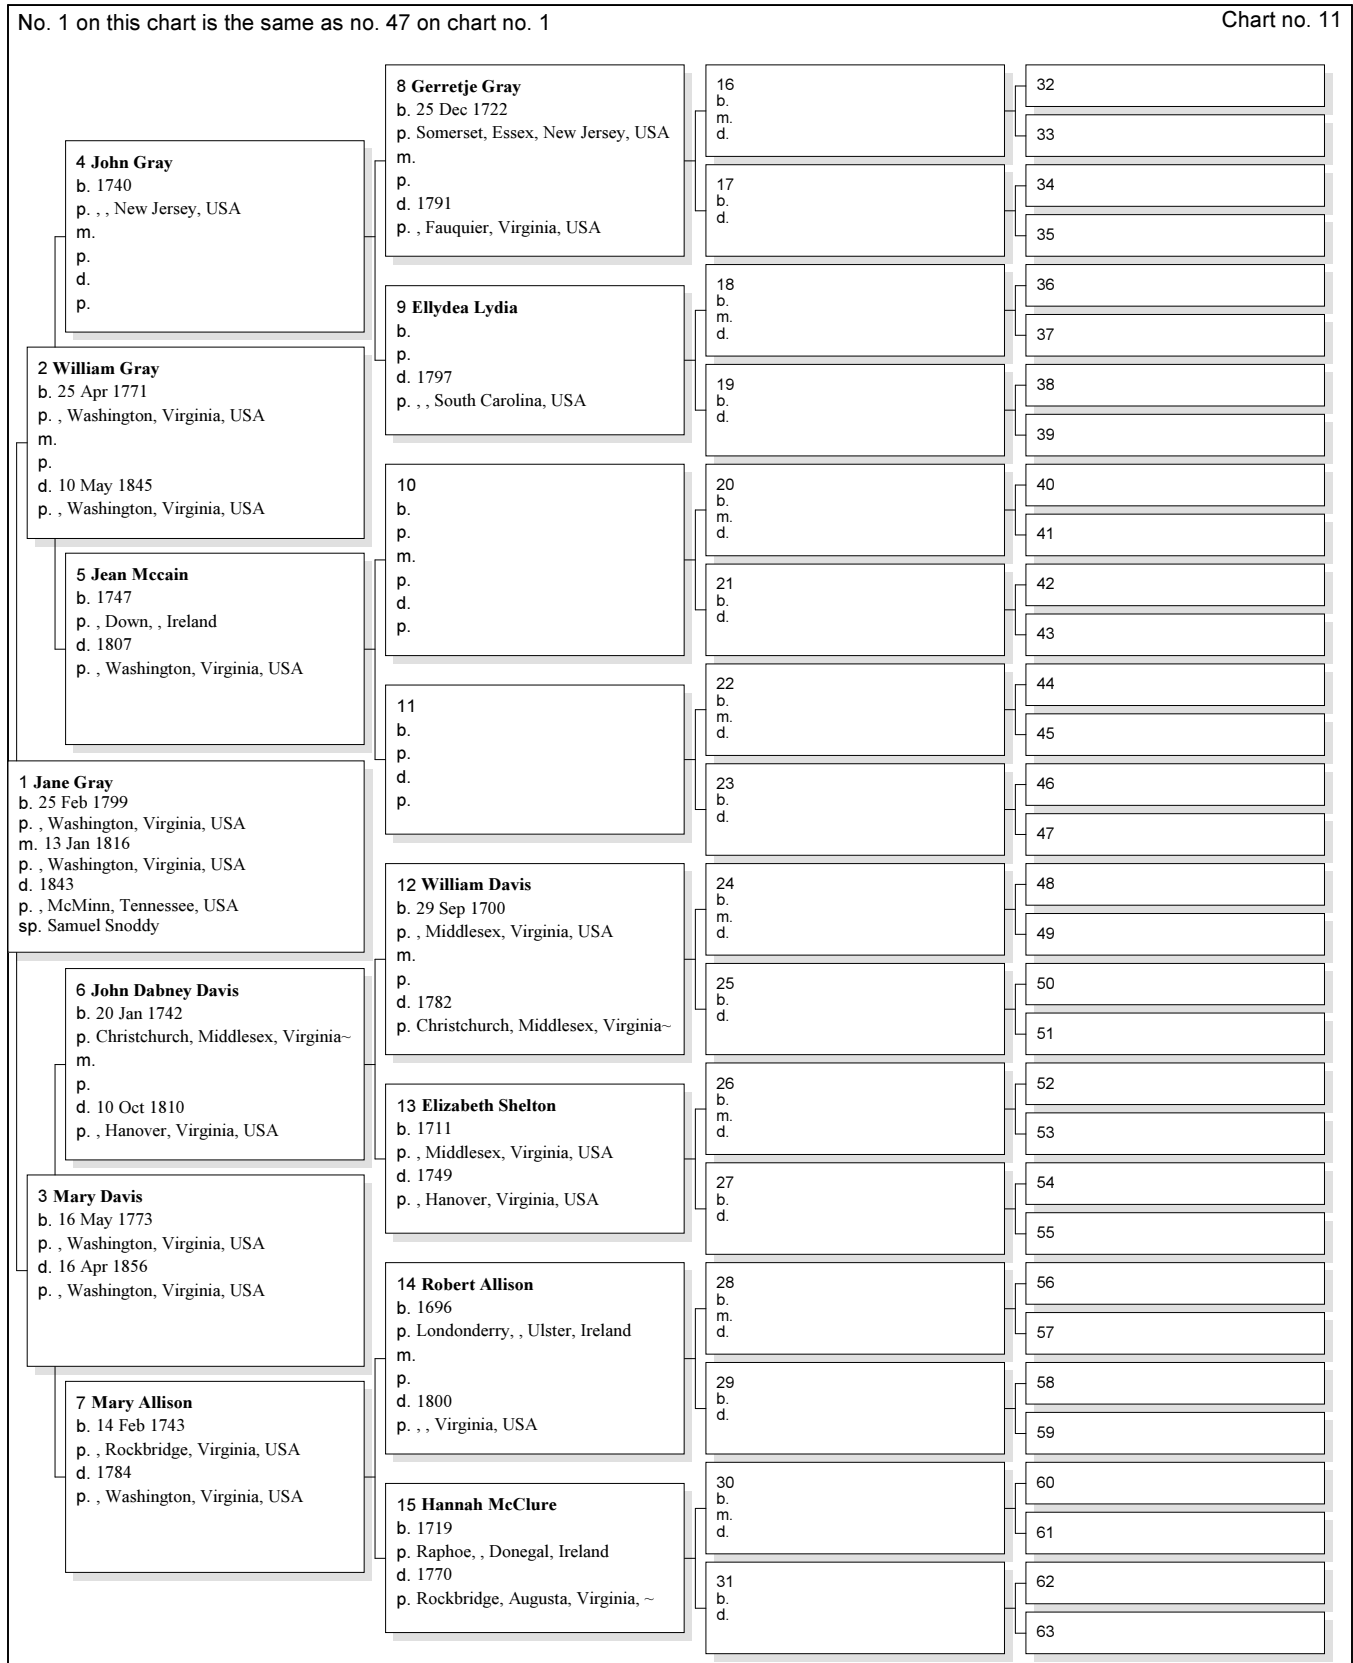 No. 1 on this chart is the same as no. 47 on chart no. 1
Chart no. 11
1 Jane Gray
b. 25 Feb 1799
p. , Washington, Virginia, USA
m. 13 Jan 1816
p. , Washington, Virginia, USA
d. 1843
p. , McMinn, Tennessee, USA
sp. Samuel Snoddy
2 William Gray
b. 25 Apr 1771
p. , Washington, Virginia, USA
m.
p.
d. 10 May 1845
p. , Washington, Virginia, USA
3 Mary Davis
b. 16 May 1773
p. , Washington, Virginia, USA
d. 16 Apr 1856
p. , Washington, Virginia, USA
4 John Gray
b. 1740
p. , , New Jersey, USA
m.
p.
d.
p.
5 Jean Mccain
b. 1747
p. , Down, , Ireland
d. 1807
p. , Washington, Virginia, USA
6 John Dabney Davis
b. 20 Jan 1742
p. Christchurch, Middlesex, Virginia~
m.
p.
d. 10 Oct 1810
p. , Hanover, Virginia, USA
7 Mary Allison
b. 14 Feb 1743
p. , Rockbridge, Virginia, USA
d. 1784
p. , Washington, Virginia, USA
8 Gerretje Gray
b. 25 Dec 1722
p. Somerset, Essex, New Jersey, USA
m.
p.
d. 1791
p. , Fauquier, Virginia, USA
9 Ellydea Lydia
b.
p.
d. 1797
p. , , South Carolina, USA
10
b.
p.
m.
p.
d.
p.
11
b.
p.
d.
p.
12 William Davis
b. 29 Sep 1700
p. , Middlesex, Virginia, USA
m.
p.
d. 1782
p. Christchurch, Middlesex, Virginia~
13 Elizabeth Shelton
b. 1711
p. , Middlesex, Virginia, USA
d. 1749
p. , Hanover, Virginia, USA
14 Robert Allison
b. 1696
p. Londonderry, , Ulster, Ireland
m.
p.
d. 1800
p. , , Virginia, USA
15 Hannah McClure
b. 1719
p. Raphoe, , Donegal, Ireland
d. 1770
p. Rockbridge, Augusta, Virginia, ~
16
b.
m.
d.
17
b.
d.
18
b.
m.
d.
19
b.
d.
20
b.
m.
d.
21
b.
d.
22
b.
m.
d.
23
b.
d.
24
b.
m.
d.
25
b.
d.
26
b.
m.
d.
27
b.
d.
28
b.
m.
d.
29
b.
d.
30
b.
m.
d.
31
b.
d.
32
33
34
35
36
37
38
39
40
41
42
43
44
45
46
47
48
49
50
51
52
53
54
55
56
57
58
59
60
61
62
63